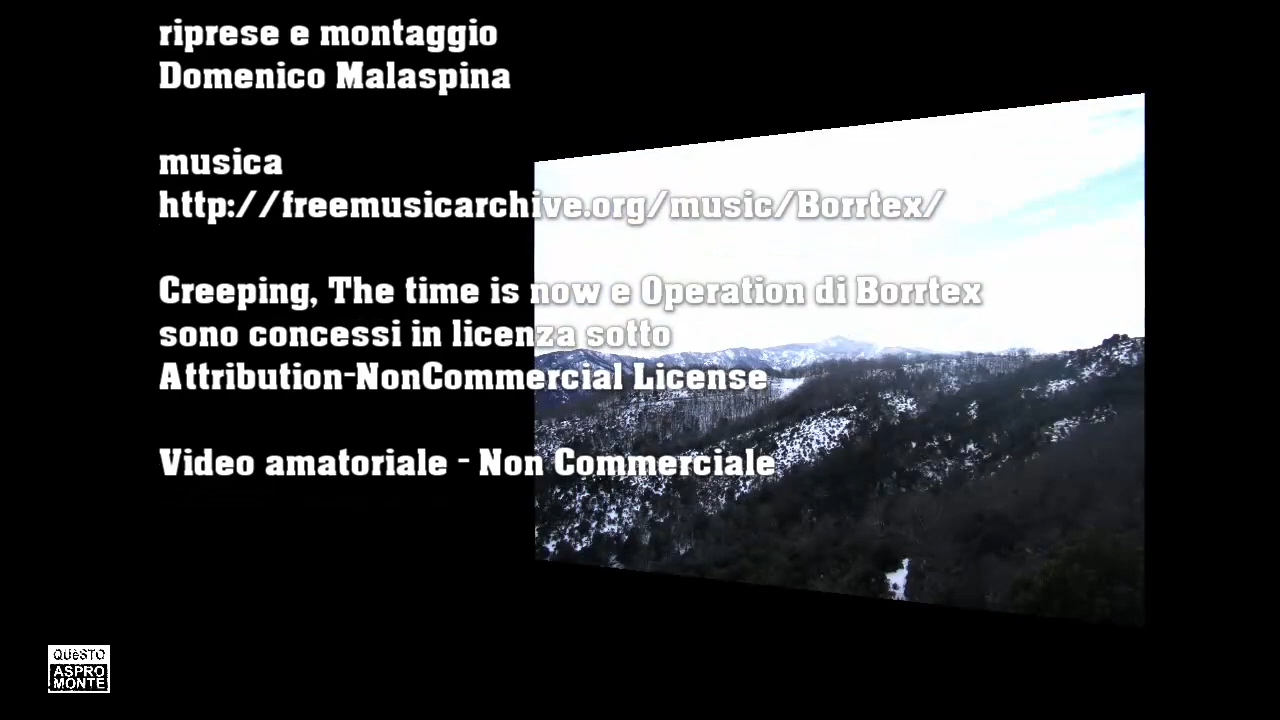 riprese e montaggio
Domenico Malaspina
musica
http://freemusicarchive.org/music/Borrtex/
Creeping, The time is now e Operation di Borrtex
sono concessi in licenza sotto
Attribution-NonCommercial License
Video amatoriale - Non Commerciale
QUèSTO
ASPRO
MONTE